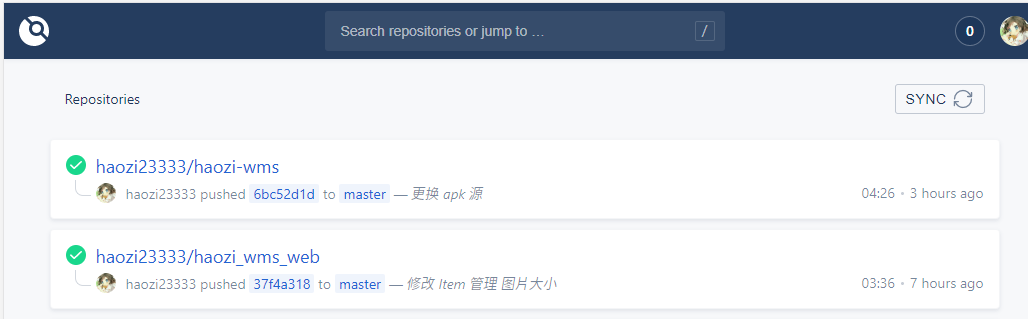 Search repositories or jump to …
/
0
Repositories
SYNC
haozi23333/haozi-wms
haozi23333 pushed 6bc52d1d to master — 更换 apk 源
04:26 • 3 hours ago
haozi23333/haozi_wms_web
haozi23333 pushed 37f4a318 to master — 修改 Item 管理 图片大小
03:36 • 7 hours ago